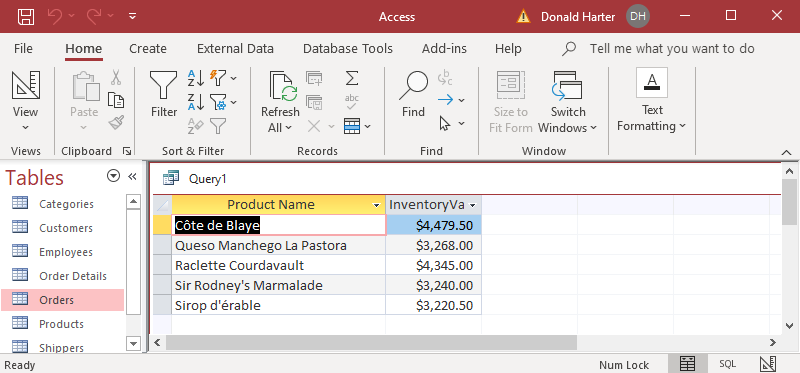 Access
Donald Harter
DH
File Home Create External Data Database Tools Add-ins Help Tell me what you want to do
View
Paste
Filter
Refresh All
abc
Find
Size to Fit Form
Switch Windows
A
Text Formatting
Views
Clipboard
Sort & Filter
Records
Find
Window
Tables
Categories
Customers
Employees
Order Details
Orders
Products
Shippers
Query1
Product Name InventoryVa
Côte de Blaye $4,479.50
Queso Manchego La Pastora $3,268.00
Raclette Courdavault $4,345.00
Sir Rodney's Marmalade $3,240.00
Sirop d'érable $3,220.50
Ready
Num Lock
SQL